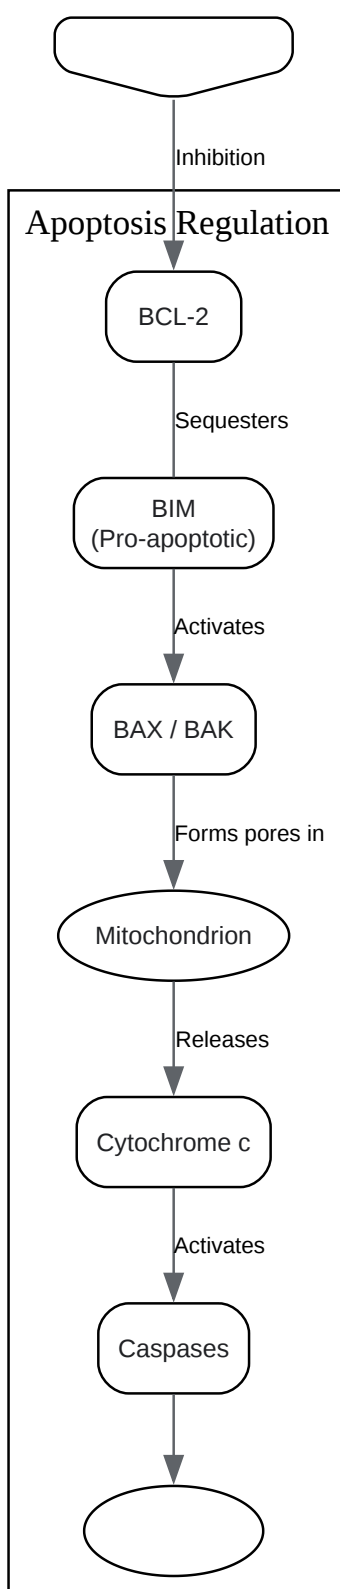 Inhibition
Apoptosis Regulation
BCL-2
Sequesters
BIM
(Pro-apoptotic)
Activates
BAX / BAK
Forms pores in
Mitochondrion
Releases
Cytochrome c
Activates
Caspases